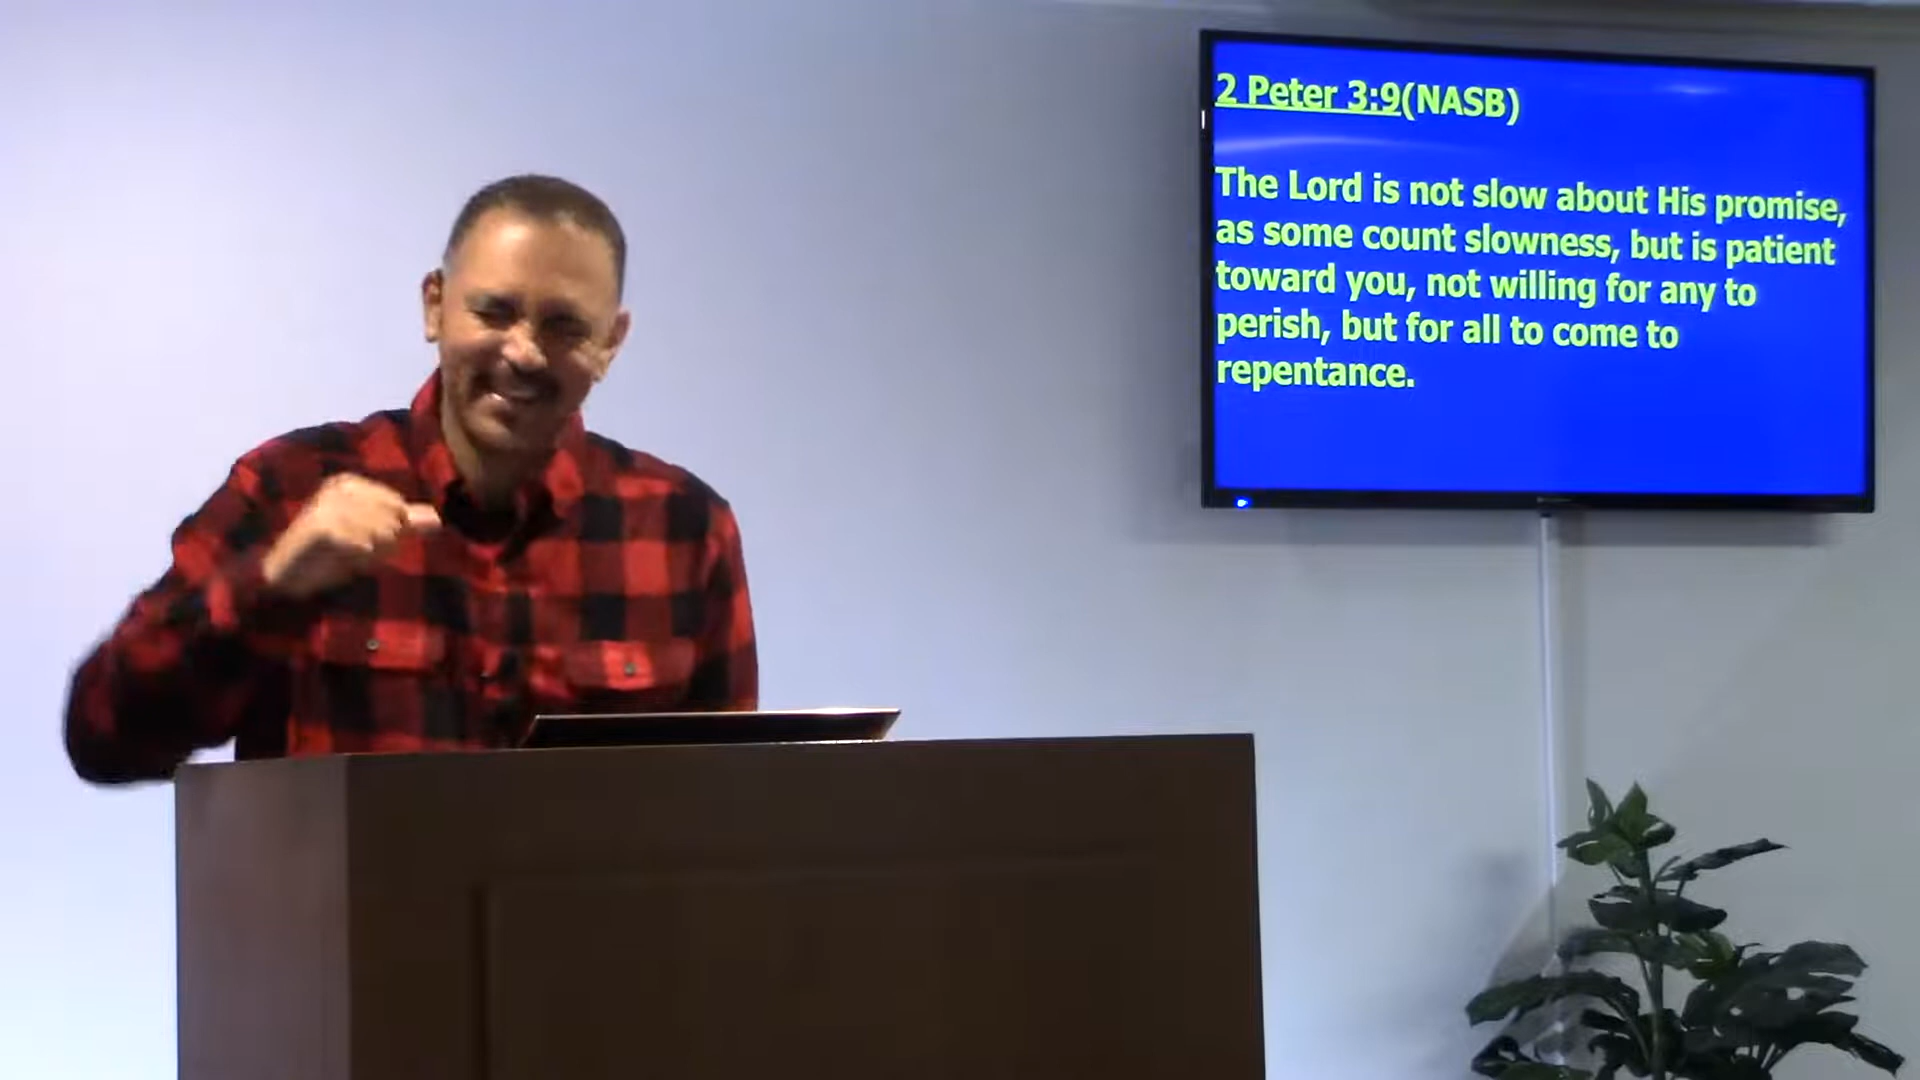 2 Peter 3:9(NASB)
The Lord is not slow about His promise,
as some count slowness, but is patient
toward you, not willing for any to
perish, but for all to come to
repentance.